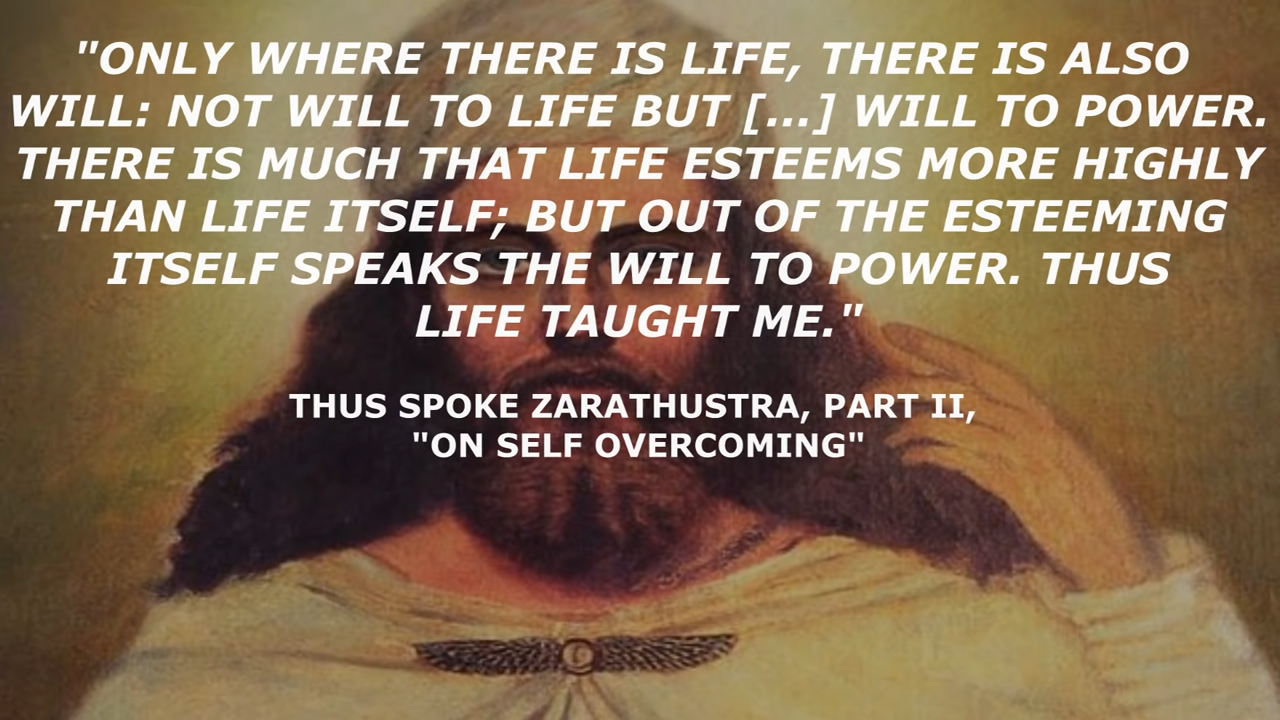 "ONLY WHERE THERE IS LIFE, THERE IS ALSO
WILL: NOT WILL TO LIFE BUT [...] WILL TO POWER.
THERE IS MUCH THAT LIFE ESTEEMS MORE HIGHLY
THAN LIFE ITSELF; BUT OUT OF THE ESTEEMING
ITSELF SPEAKS THE WILL TO POWER. THUS
LIFE TAUGHT ME."
THUS SPOKE ZARATHUSTRA, PART II,
"ON SELF OVERCOMING"